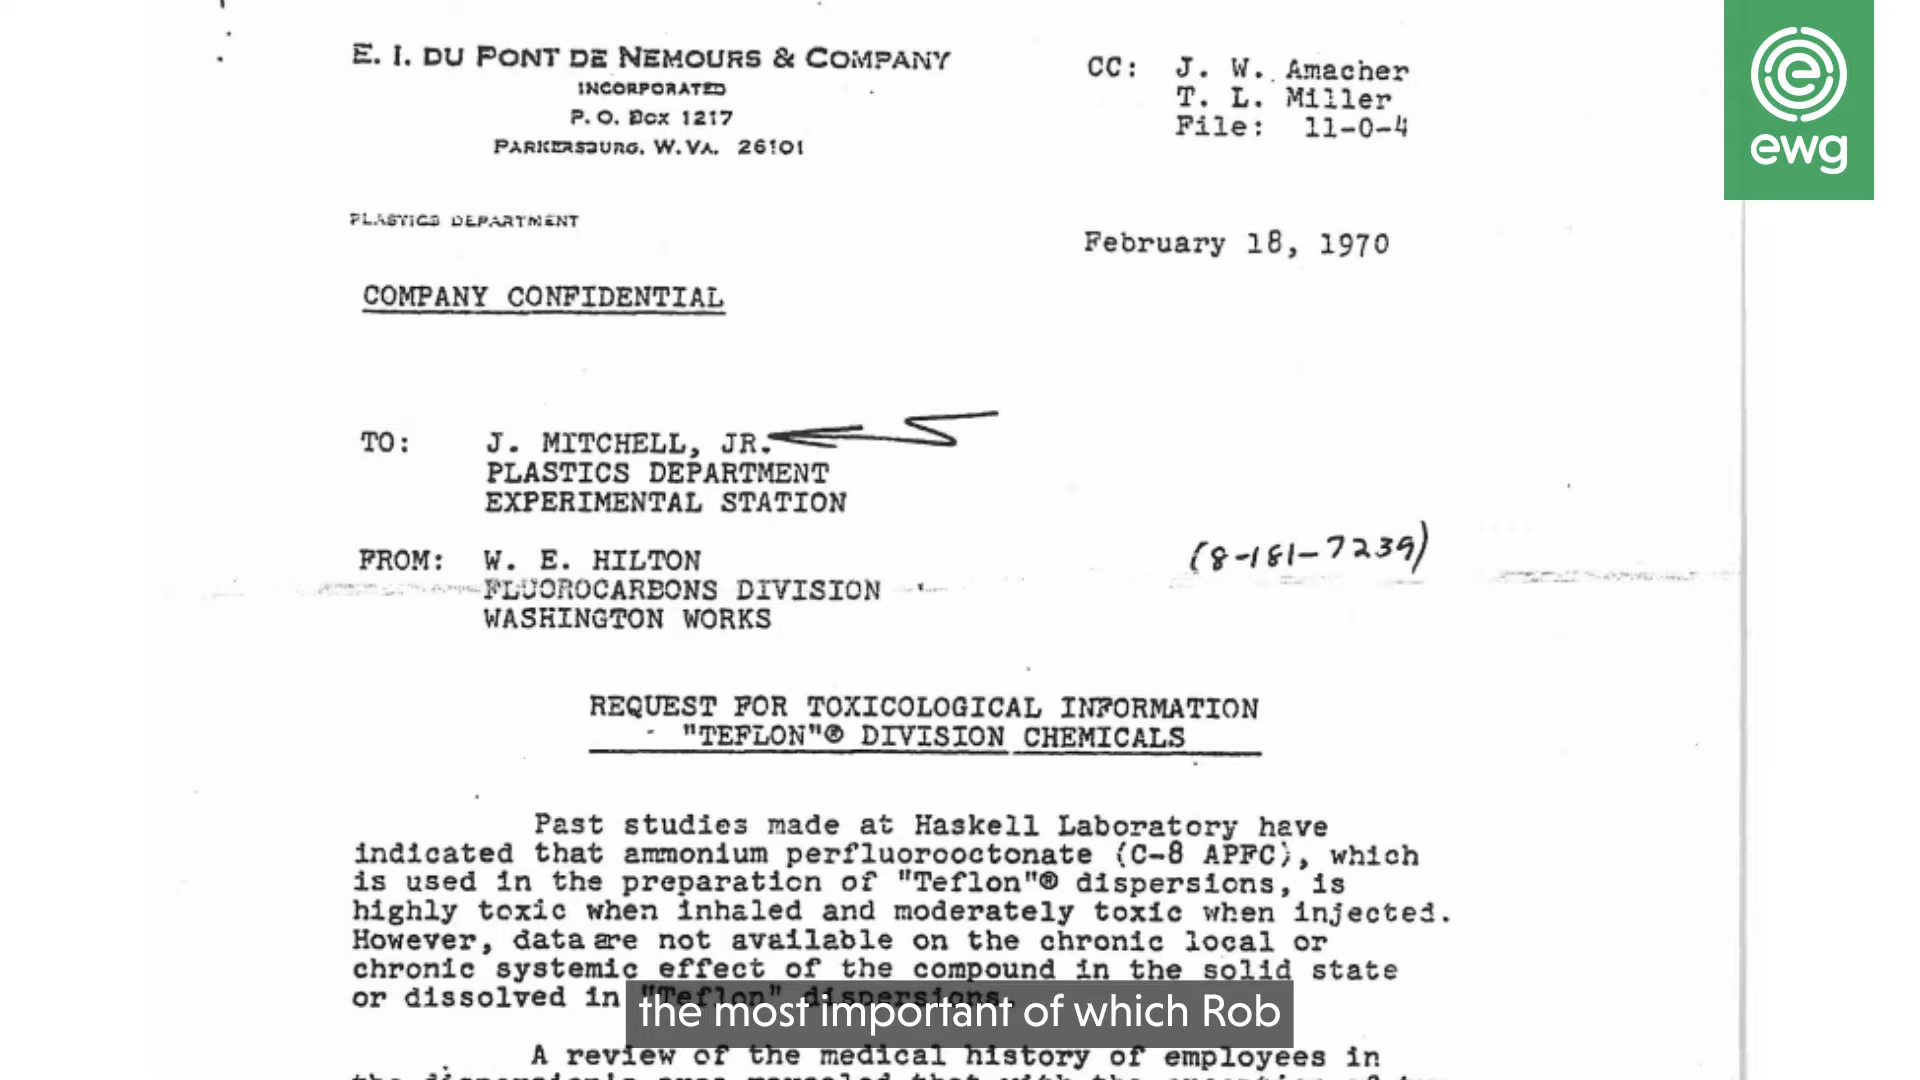 E. I. DU PONT DE NEMOURS & COMPANY
INCORPORATED
P. O. BOX 1217
PARKERSBURG, W. VA. 26101
CC: J. W. Amacher
T. L. Miller
File: 11-0-4
ewg
PLASTICS DEPARTMENT
February 18, 1970
COMPANY CONFIDENTIAL
TO: J. MITCHELL, JR.
PLASTICS DEPARTMENT
EXPERIMENTAL STATION
(8-181-7239)
FROM: W. E. HILTON
FLUOROCARBONS DIVISION
WASHINGTON WORKS
REQUEST FOR TOXICOLOGICAL INFORMATION
- "TEFLON"® DIVISION CHEMICALS
Past studies made at Haskell Laboratory have
indicated that ammonium perfluorooctonate (C-8 APFC), which
is used in the preparation of "Teflon"® dispersions, is
highly toxic when inhaled and moderately toxic when injected.
However, data are not available on the chronic local or
chronic systemic effect of the compound in the solid state
or dissolved in "Teflon" dispersions.
the most important of which Rob
A review of the medical history of employees in